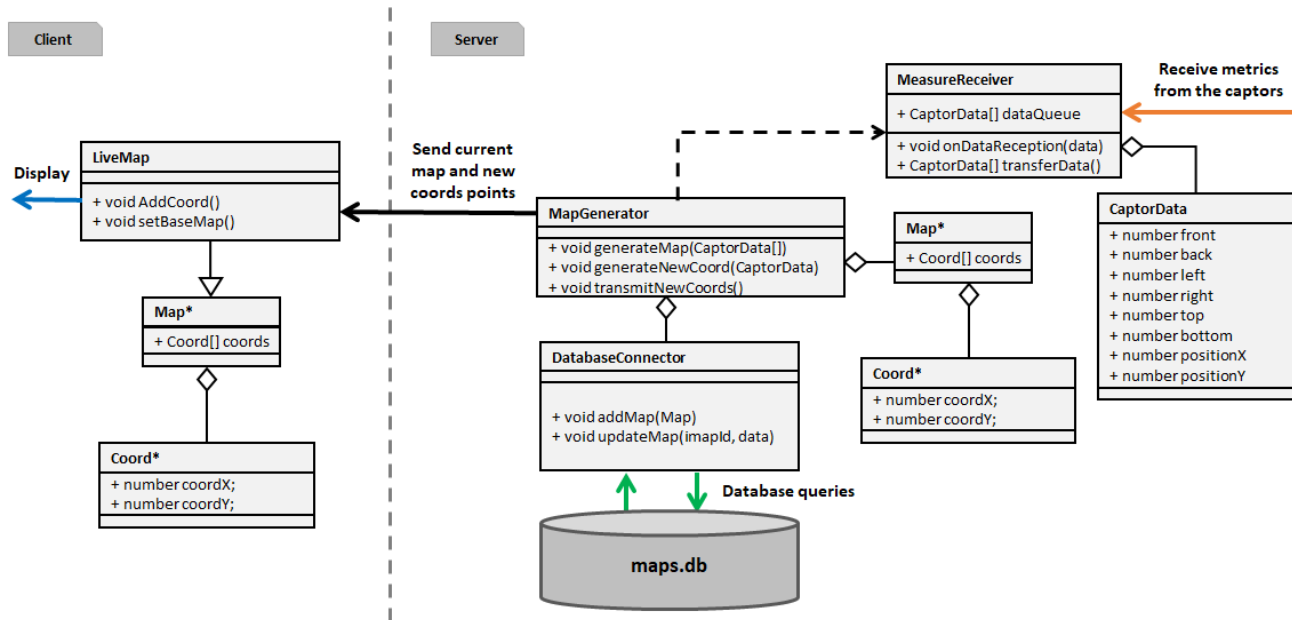 Client
Server
MeasureReceiver
+ CaptorData[] dataQueue
+ void onDataReception(data)
+ CaptorData[] transferData()
Receive metrics
from the captors
LiveMap
+ void AddCoord()
+ void setBaseMap()
Display
Send current
map and new
coords points
MapGenerator
+ void generateMap(CaptorData[])
+ void generateNewCoord(CaptorData)
+ void transmitNewCoords()
Map*
+ Coord[] coords
CaptorData
+ number front
+ number back
+ number left
+ number right
+ number top
+ number bottom
+ number positionX
+ number positionY
Map*
+ Coord[] coords
DatabaseConnector
+ void addMap(Map)
+ void updateMap(imapId, data)
Coord*
+ number coordX;
+ number coordY;
Coord*
+ number coordX;
+ number coordY;
Database queries
maps.db